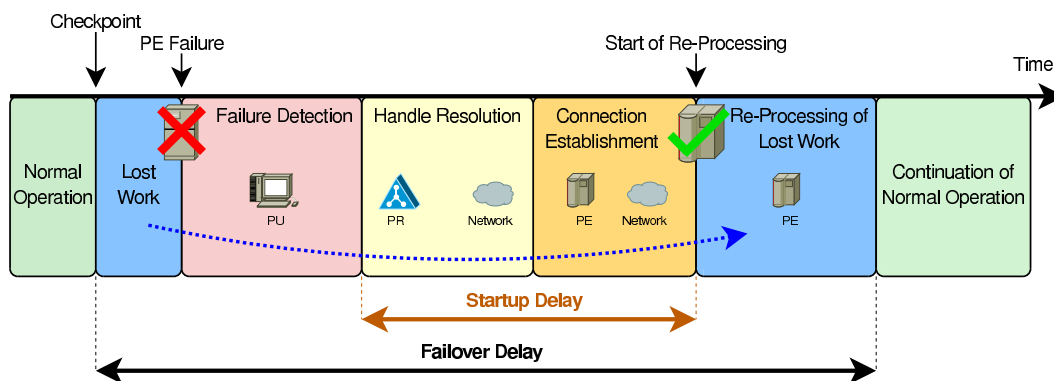 Checkpoint
PE Failure
Start of Re-Processing
Time
Normal
Operation
Lost
Work
Failure Detection
PU
Handle Resolution
PR
Network
Connection
Establishment
PE
Network
Re-Processing of
Lost Work
PE
Continuation of
Normal Operation
Startup Delay
Failover Delay